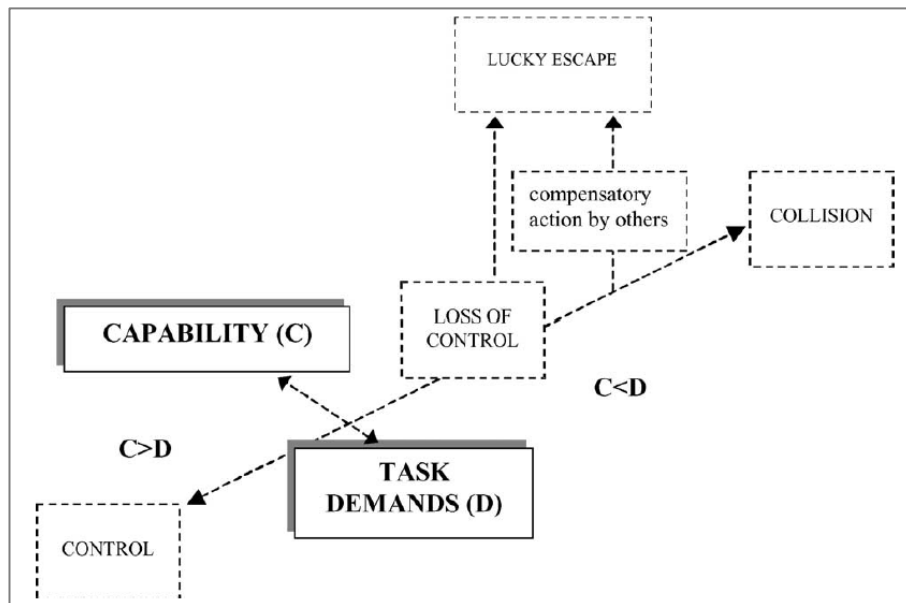 LUCKY ESCAPE
compensatory
action by others
COLLISION
LOSS OF
CONTROL
CAPABILITY (C)
C<D
C>D
TASK
DEMANDS (D)
CONTROL